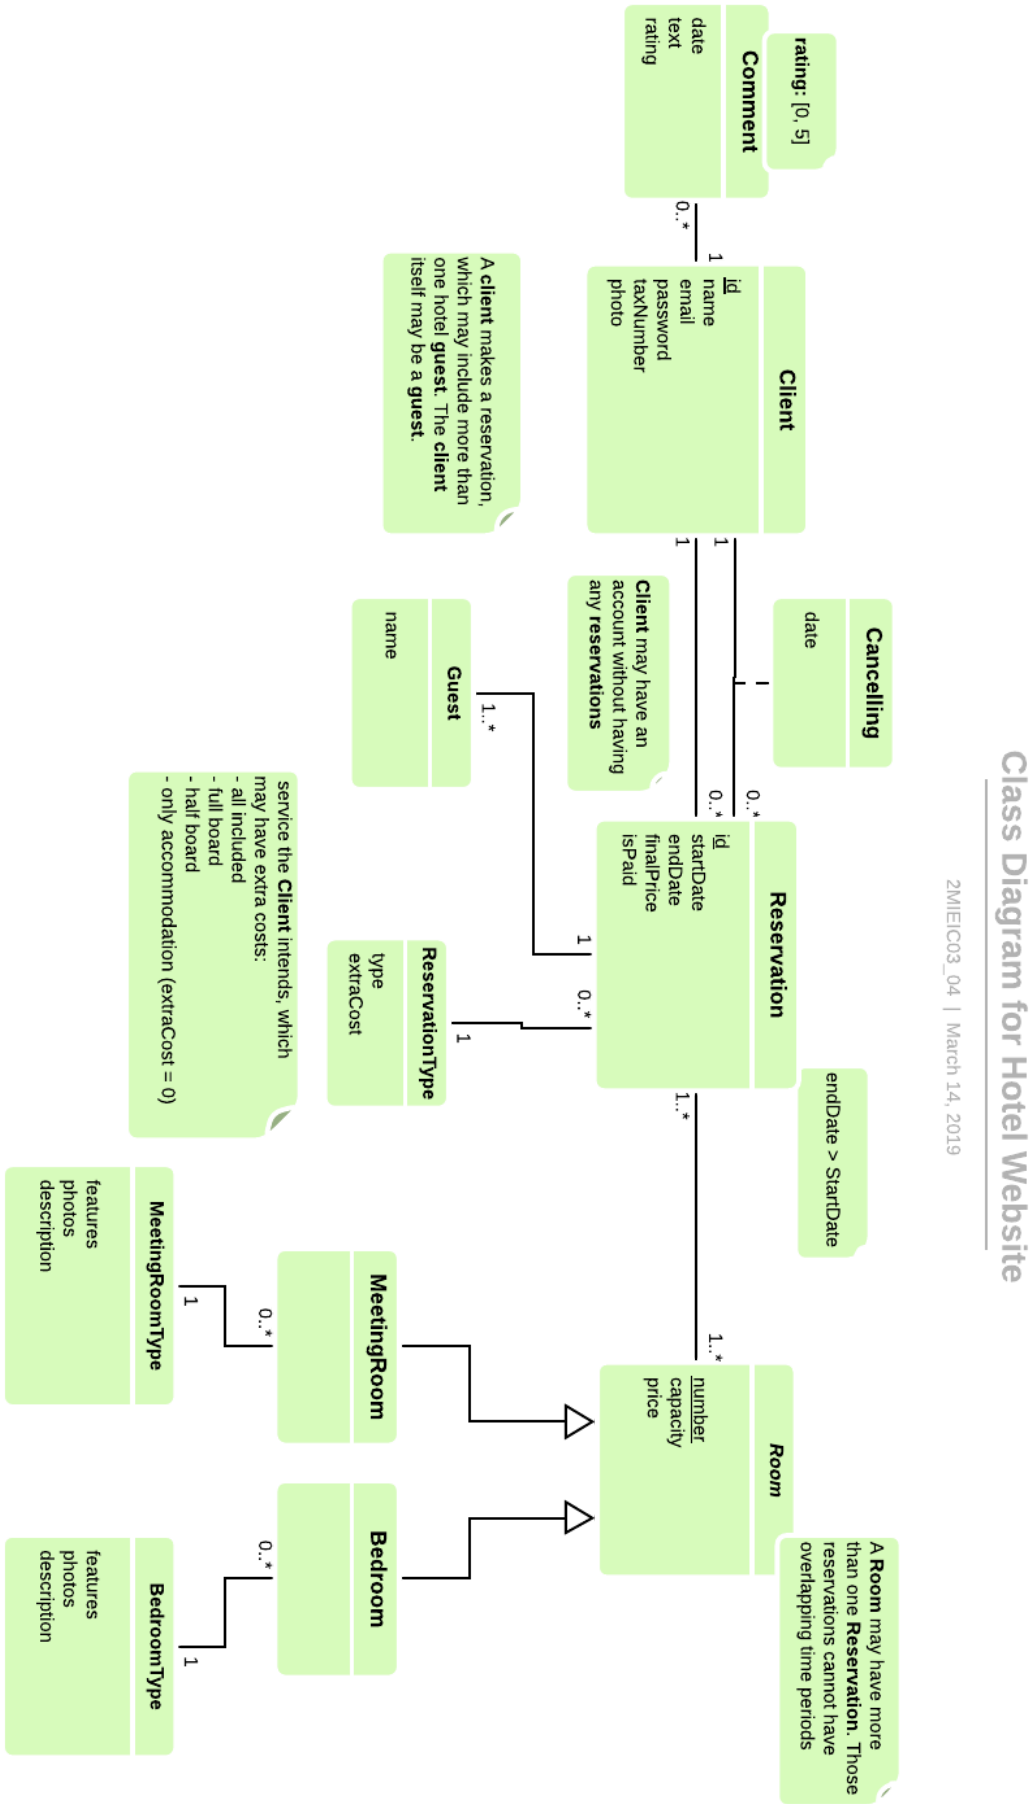 Class Diagram for Hotel Website
2MIEIC03_04 | March 14, 2019
rating: [0, 5]
Comment
date
text
rating
0..*
1
Client
id
name
email
password
taxNumber
photo
A client makes a reservation,
which may include more than
one hotel guest. The client
itself may be a guest.
1
1
Cancelling
date
Client may have an
account without having
any reservations
0..*
0..*
Reservation
id
startDate
endDate
finalPrice
isPaid
endDate > StartDate
Guest
name
1..*
1
0..*
ReservationType
type
extraCost
1
service the Client intends, which
may have extra costs:
- all included
- full board
- half board
- only accommodation (extraCost = 0)
1..*
1..*
Room
number
capacity
price
A Room may have more
than one Reservation. Those
reservations cannot have
overlapping time periods
MeetingRoom
0..*
1
MeetingRoomType
features
photos
description
Bedroom
0..*
1
BedroomType
features
photos
description